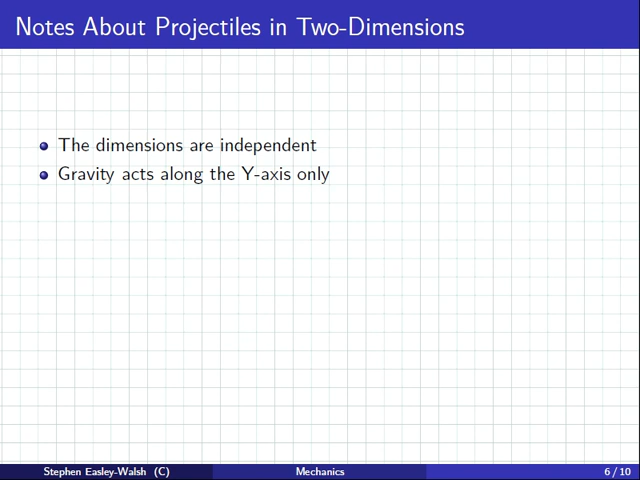 Notes About Projectiles in Two-Dimensions
The dimensions are independent
Gravity acts along the Y-axis only
Stephen Easley-Walsh (C)
Mechanics
6 / 10